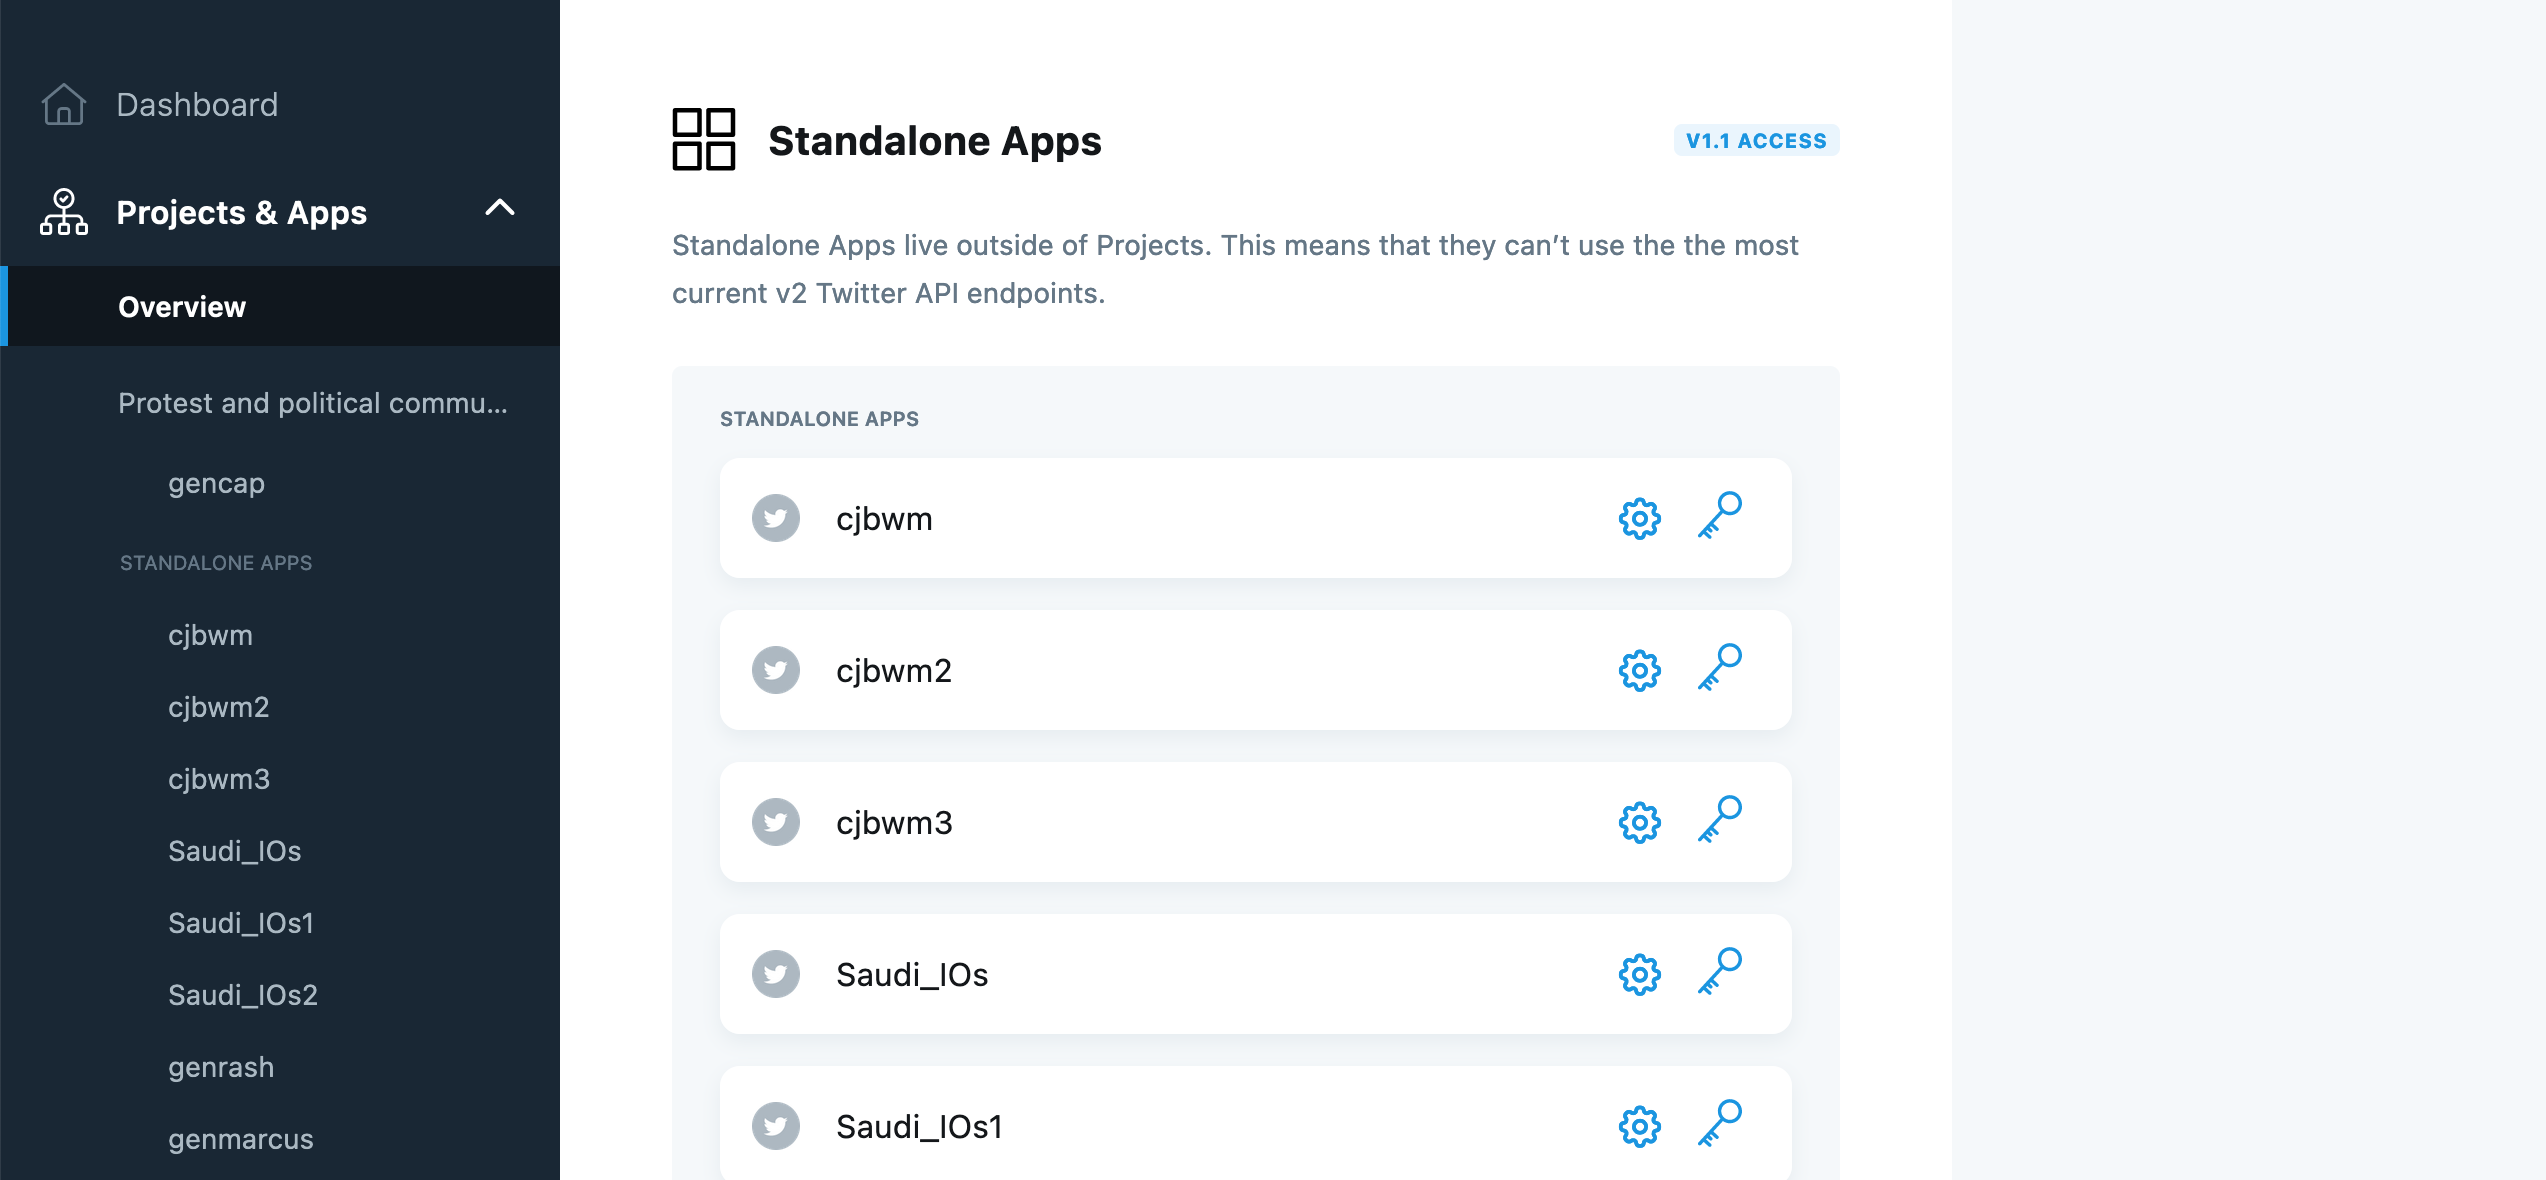 Dashboard
Projects & Apps
Overview
Protest and political commu...
gencap
STANDALONE APPS
cjbwm
cjbwm2
cjbwm3
Saudi_IOs
Saudi_IOs1
Saudi_IOs2
genrash
genmarcus
Standalone Apps
V1.1 ACCESS
Standalone Apps live outside of Projects. This means that they can’t use the the most
current v2 Twitter API endpoints.
STANDALONE APPS
cjbwm
cjbwm2
cjbwm3
Saudi_IOs
Saudi_IOs1